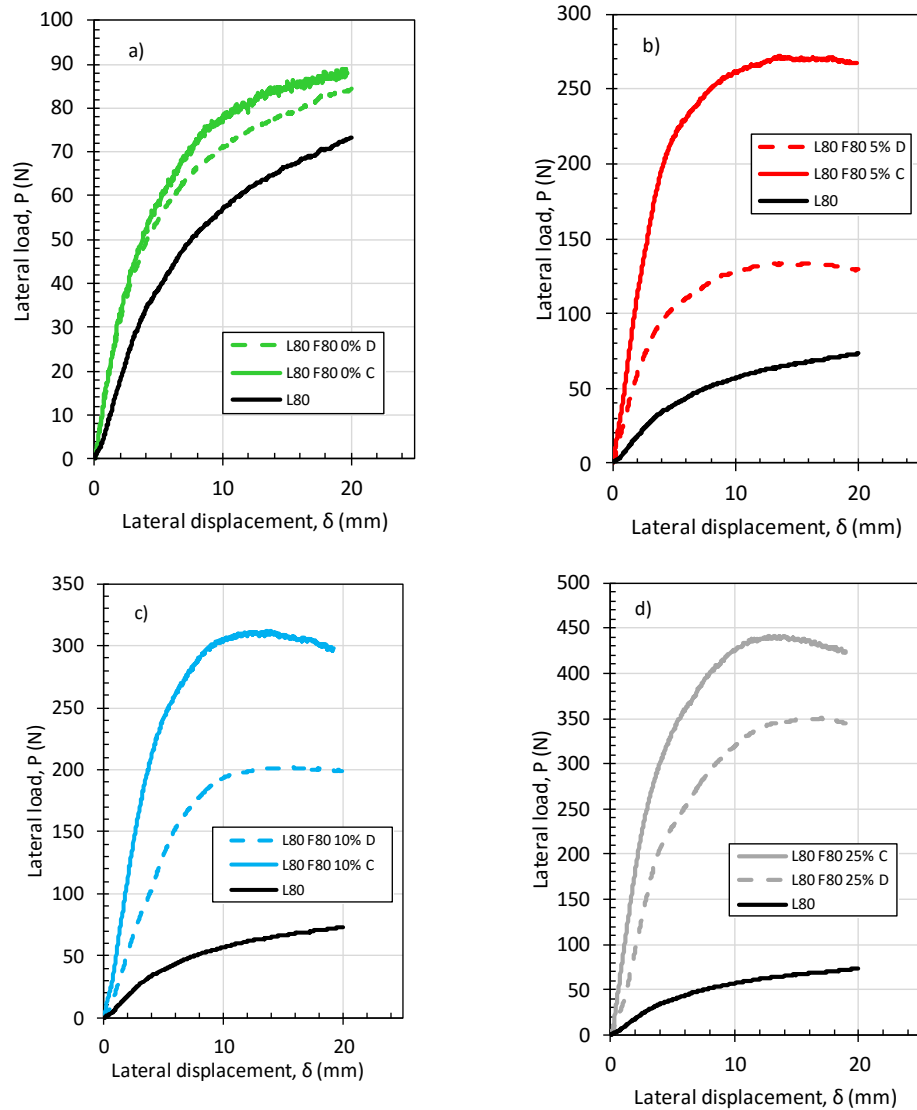 a)
Lateral load, P (N)
100
90
80
70
60
50
40
30
20
10
0
L80 F80 0% D
L80 F80 0% C
L80
0 10 20
Lateral displacement, δ (mm)
b)
Lateral load, P (N)
300
250
200
150
100
50
0
L80 F80 5% D
L80 F80 5% C
L80
0 10 20
Lateral displacement, δ (mm)
c)
Lateral load, P (N)
350
300
250
200
150
100
50
0
L80 F80 10% D
L80 F80 10% C
L80
0 10 20
Lateral displacement, δ (mm)
d)
Lateral load, P (N)
500
450
400
350
300
250
200
150
100
50
0
L80 F80 25% C
L80 F80 25% D
L80
0 10 20
Lateral displacement, δ (mm)